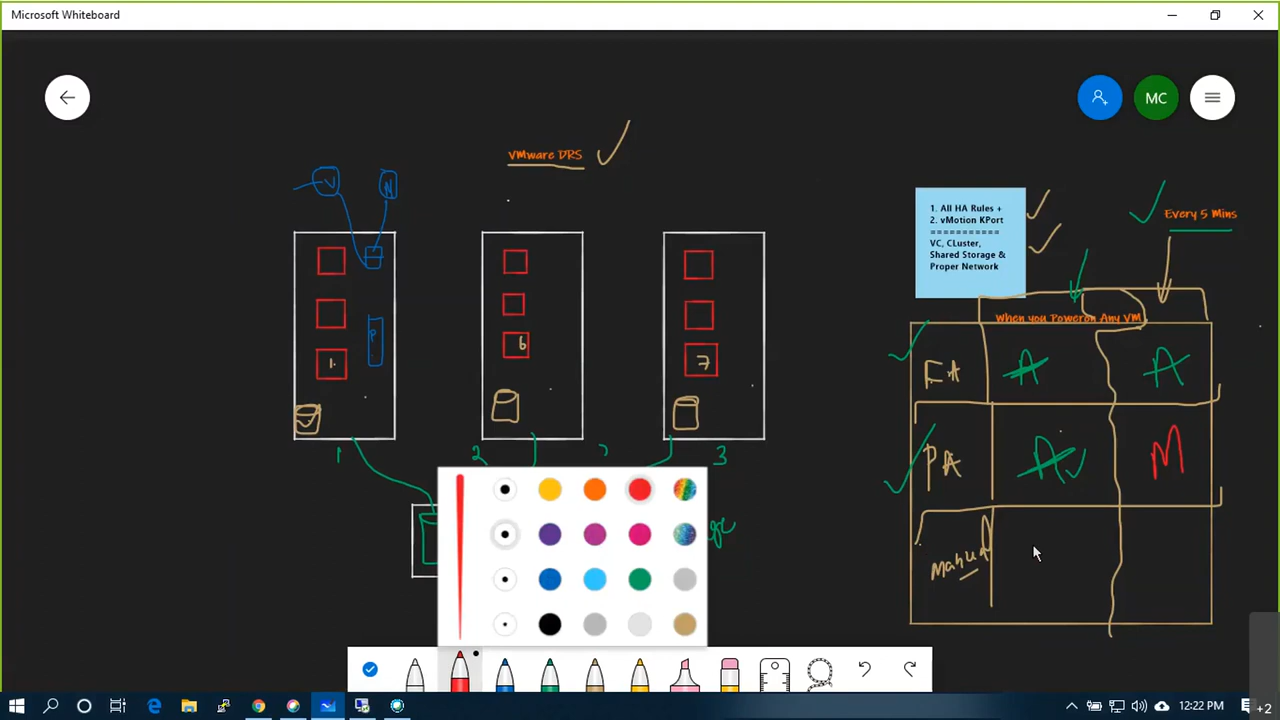 Microsoft Whiteboard
MC
VMware DRS
V N
1. All HA Rules +
2. vMotion KPort
===========
VC, CLuster,
Shared Storage &
Proper Network
Every 5 Mins
When you Poweron Any VM
FA A A
PA A M
Manual
P
1.
6
7
1 2 3
12:22 PM
+2